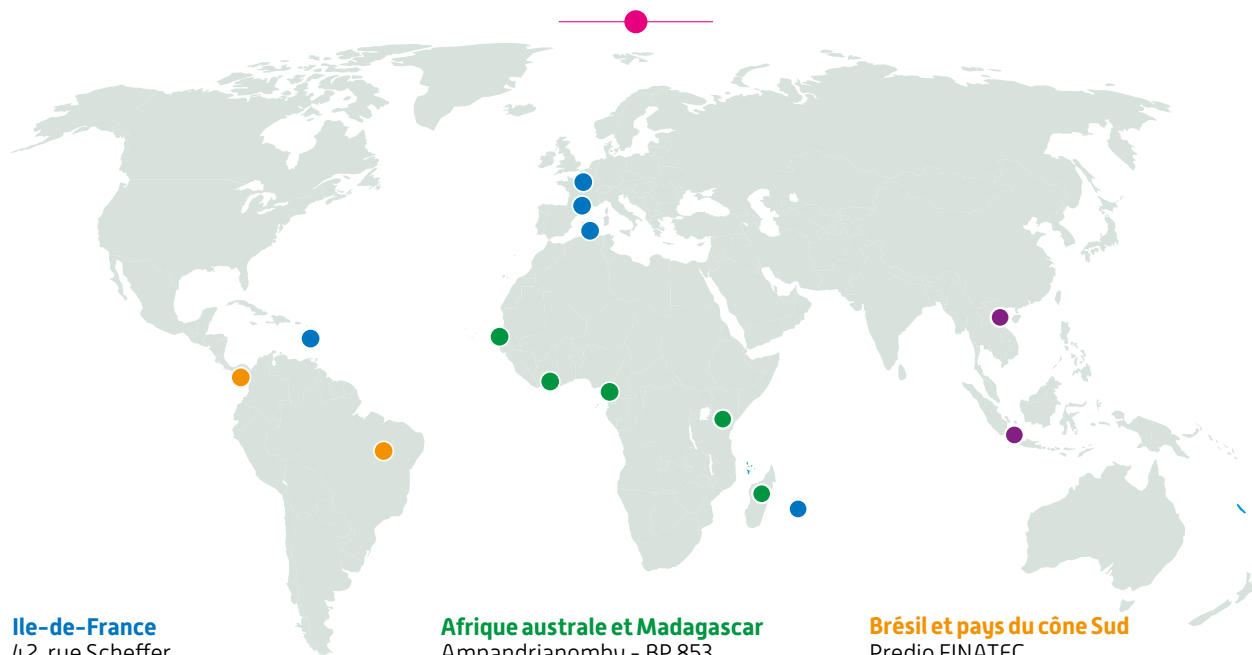 Ile-de-France
42, rue Scheffer
Afrique australe et Madagascar
Ampandrianomby - BP 853
Brésil et pays du cône Sud
Predio FINATEC